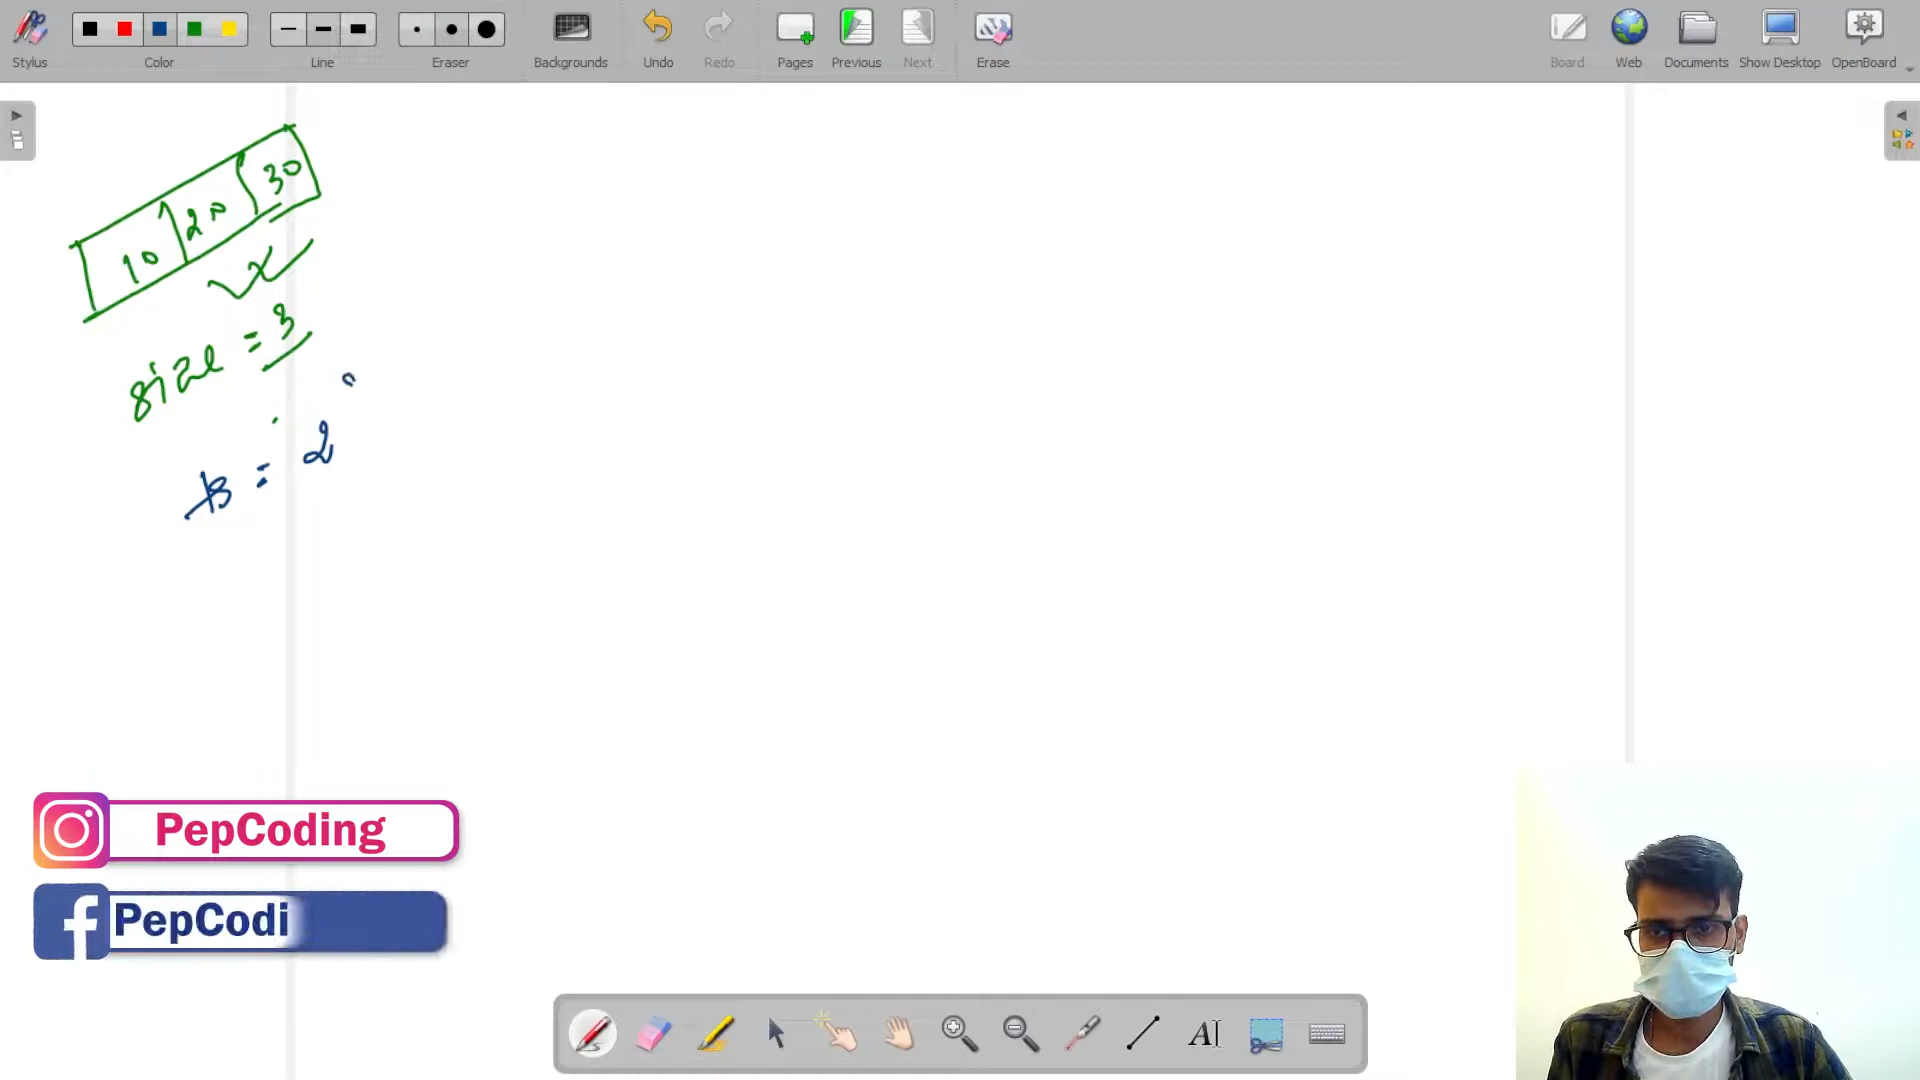 Stylus Color Line Eraser Backgrounds Undo Redo Pages Previous Next Erase Board Web Documents Show Desktop OpenBoard
10 20 30
size = 3
= 2
PepCoding
PepCodi